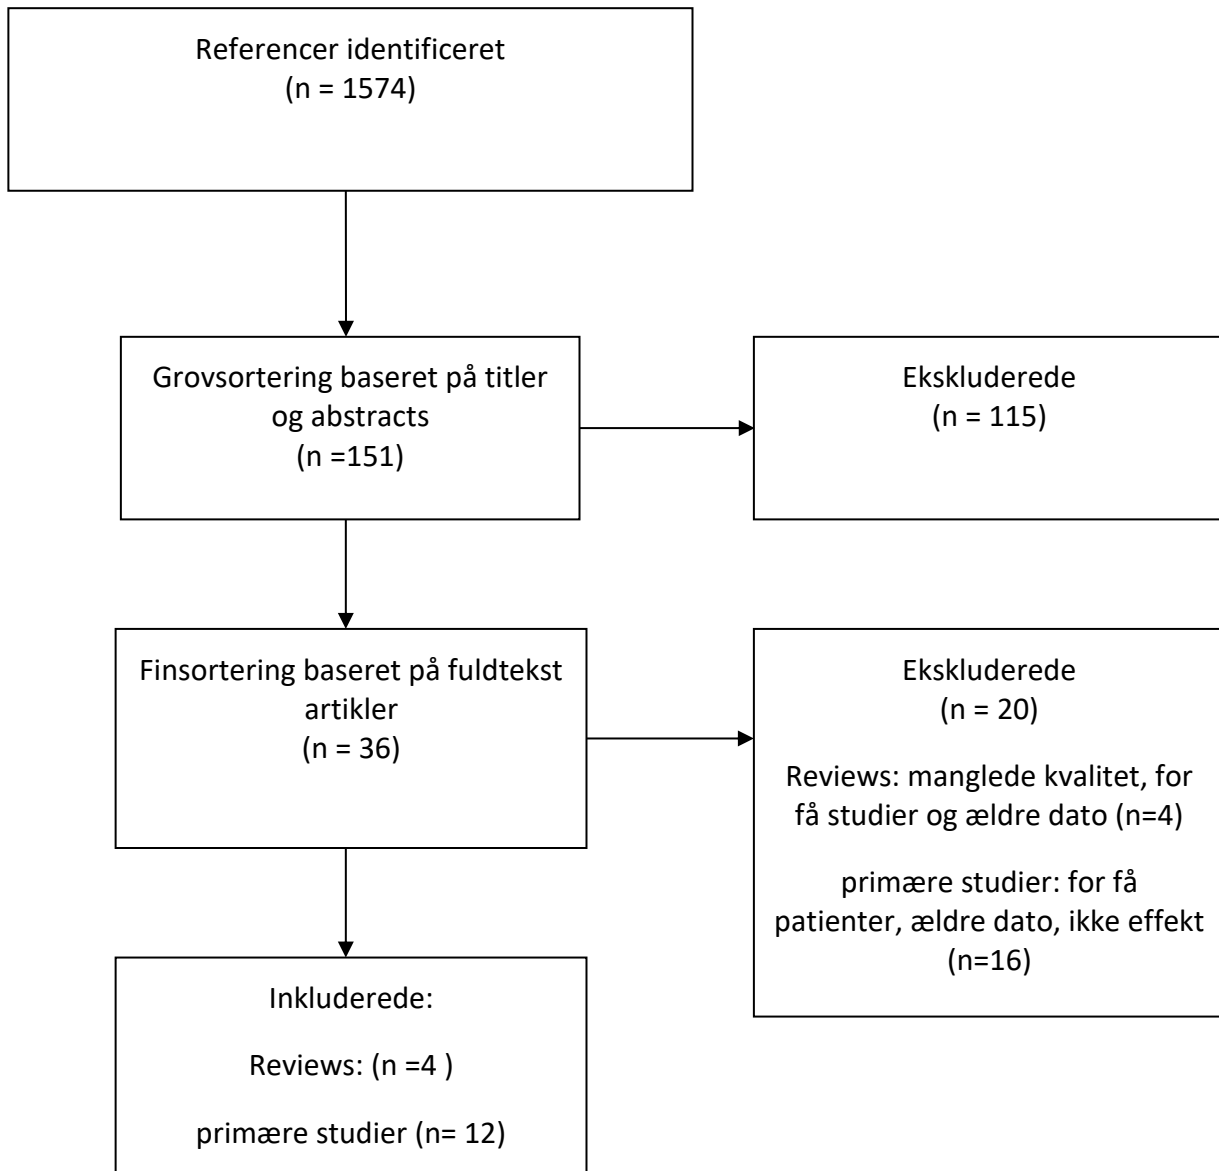 Referencer identificeret
(n = 1574)
Grovsortering baseret på titler
og abstracts
(n =151)
Ekskluderede
(n = 115)
Finsortering baseret på fuldtekst
artikler
(n = 36)
Ekskluderede
(n = 20)
Reviews: manglede kvalitet, for
få studier og ældre dato (n=4)
primære studier: for få
patienter, ældre dato, ikke effekt
(n=16)
Inkluderede:
Reviews: (n =4 )
primære studier (n= 12)